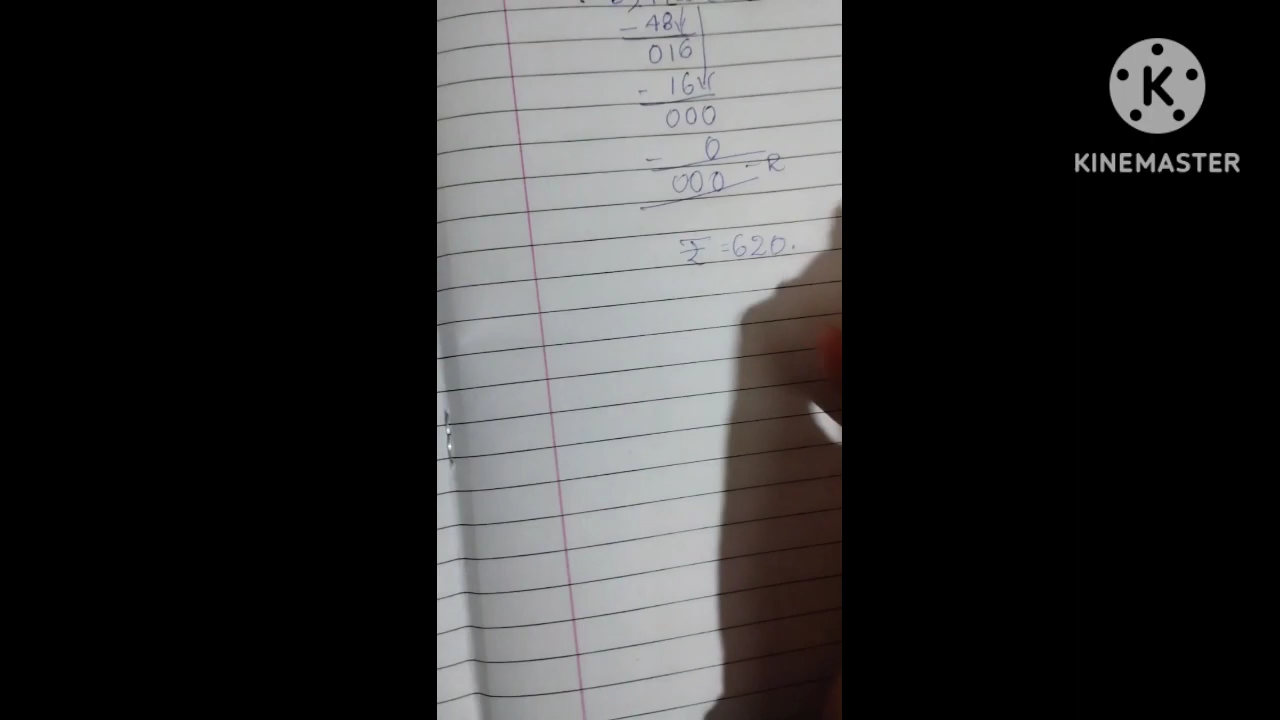 - 48↓
016
- 16↓
000
- 0
000 - R
₹ = 620.
KINEMASTER